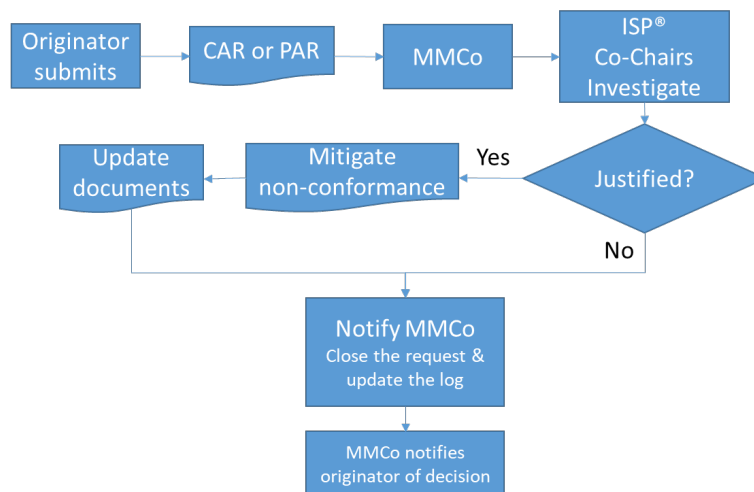 Originator
submits
CAR or PAR
MMCo
ISP®
Co-Chairs
Investigate
Update
documents
Mitigate
non-conformance
Yes
Justified?
No
Notify MMCo
Close the request &
update the log
MMCo notifies
originator of decision